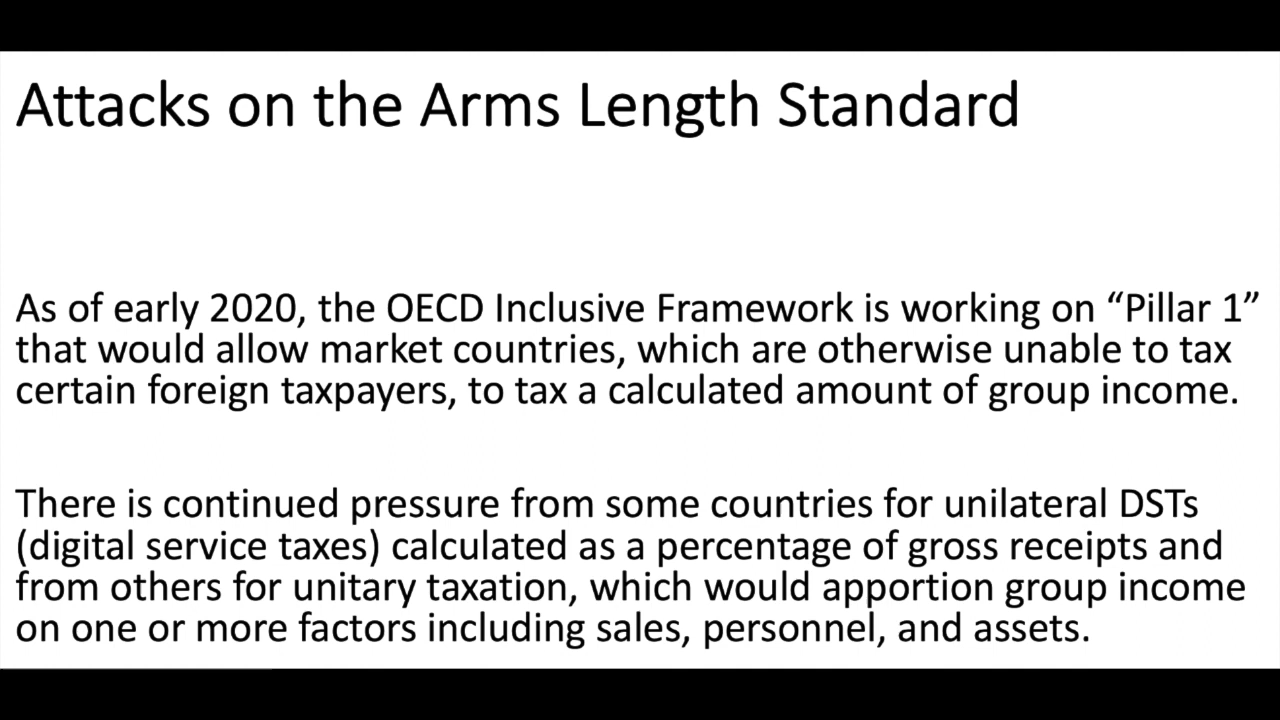 Attacks on the Arms Length Standard
As of early 2020, the OECD Inclusive Framework is working on “Pillar 1”
that would allow market countries, which are otherwise unable to tax
certain foreign taxpayers, to tax a calculated amount of group income.
There is continued pressure from some countries for unilateral DSTs
(digital service taxes) calculated as a percentage of gross receipts and
from others for unitary taxation, which would apportion group income
on one or more factors including sales, personnel, and assets.